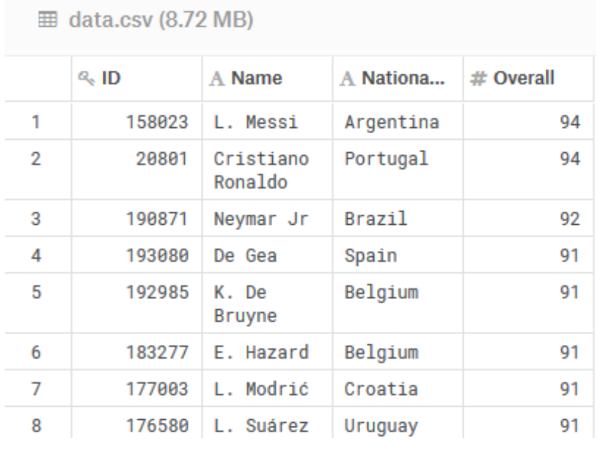 data.csv (8.72 MB)
ID Name Nationa... # Overall
1 158023 L. Messi Argentina 94
2 20801 Cristiano Portugal 94
Ronaldo
3 190871 Neymar Jr Brazil 92
4 193080 De Gea Spain 91
5 192985 K. De Belgium 91
Bruyne
6 183277 E. Hazard Belgium 91
7 177003 L. Modrić Croatia 91
8 176580 L. Suárez Uruguay 91